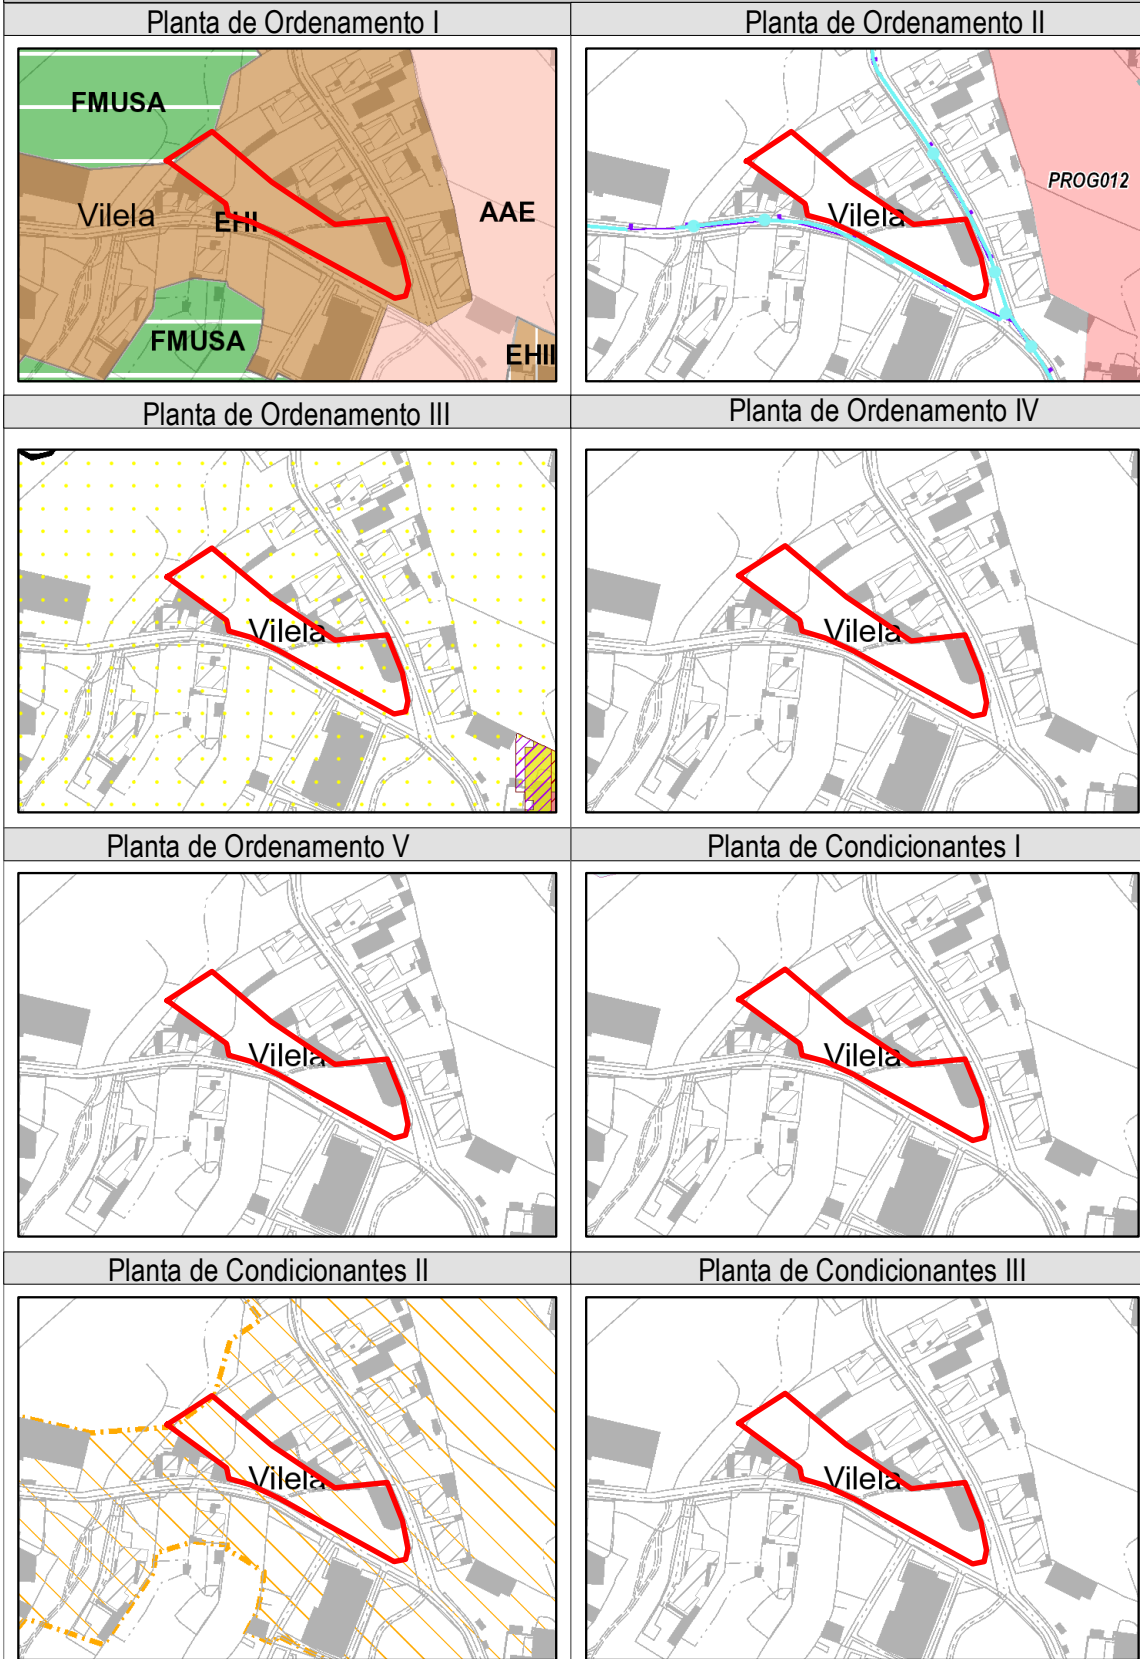 Planta de Ordenamento I
Planta de Ordenamento II
FMUSA
Vilela
EHI
AAE
FMUSA
EHII
PROG012
Vilela
Planta de Ordenamento III
Planta de Ordenamento IV
Vilela
Vilela
Planta de Ordenamento V
Planta de Condicionantes I
Vilela
Vilela
Planta de Condicionantes II
Planta de Condicionantes III
Vilela
Vilela